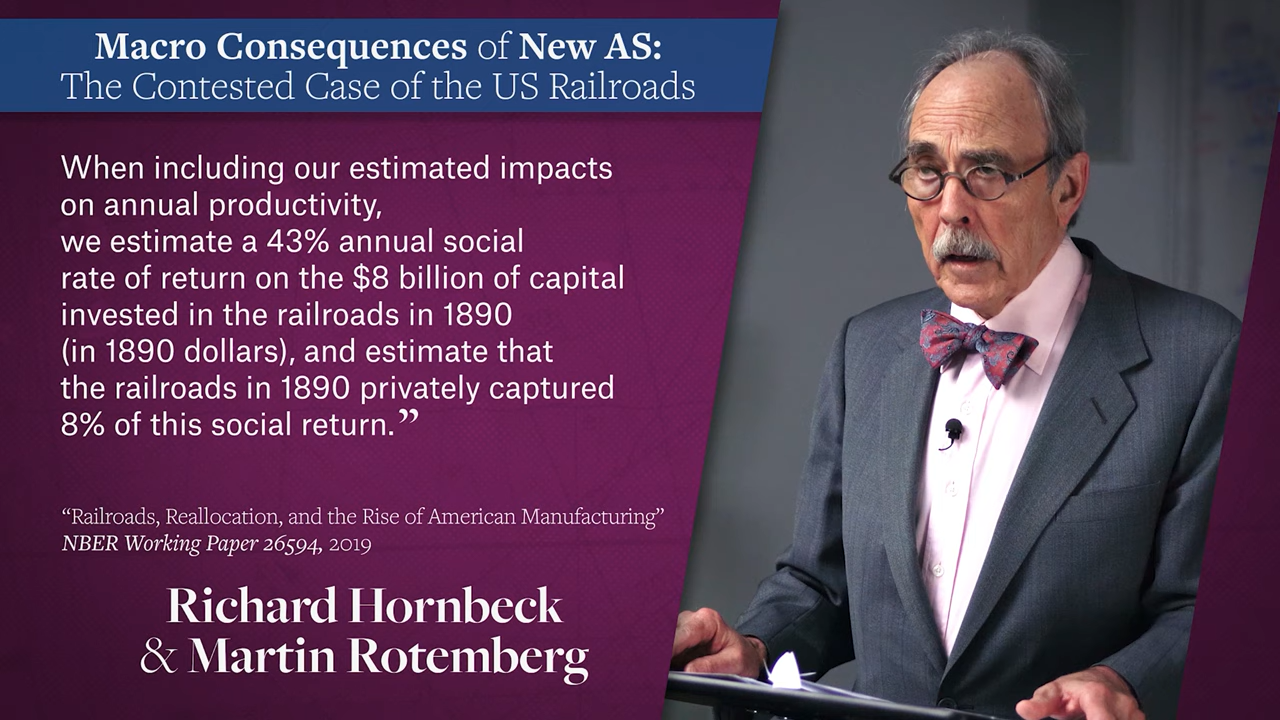 Macro Consequences of New AS:
The Contested Case of the US Railroads
When including our estimated impacts
on annual productivity,
we estimate a 43% annual social
rate of return on the $8 billion of capital
invested in the railroads in 1890
(in 1890 dollars), and estimate that
the railroads in 1890 privately captured
8% of this social return.”
“Railroads, Reallocation, and the Rise of American Manufacturing”
NBER Working Paper 26594, 2019
Richard Hornbeck
& Martin Rotemberg